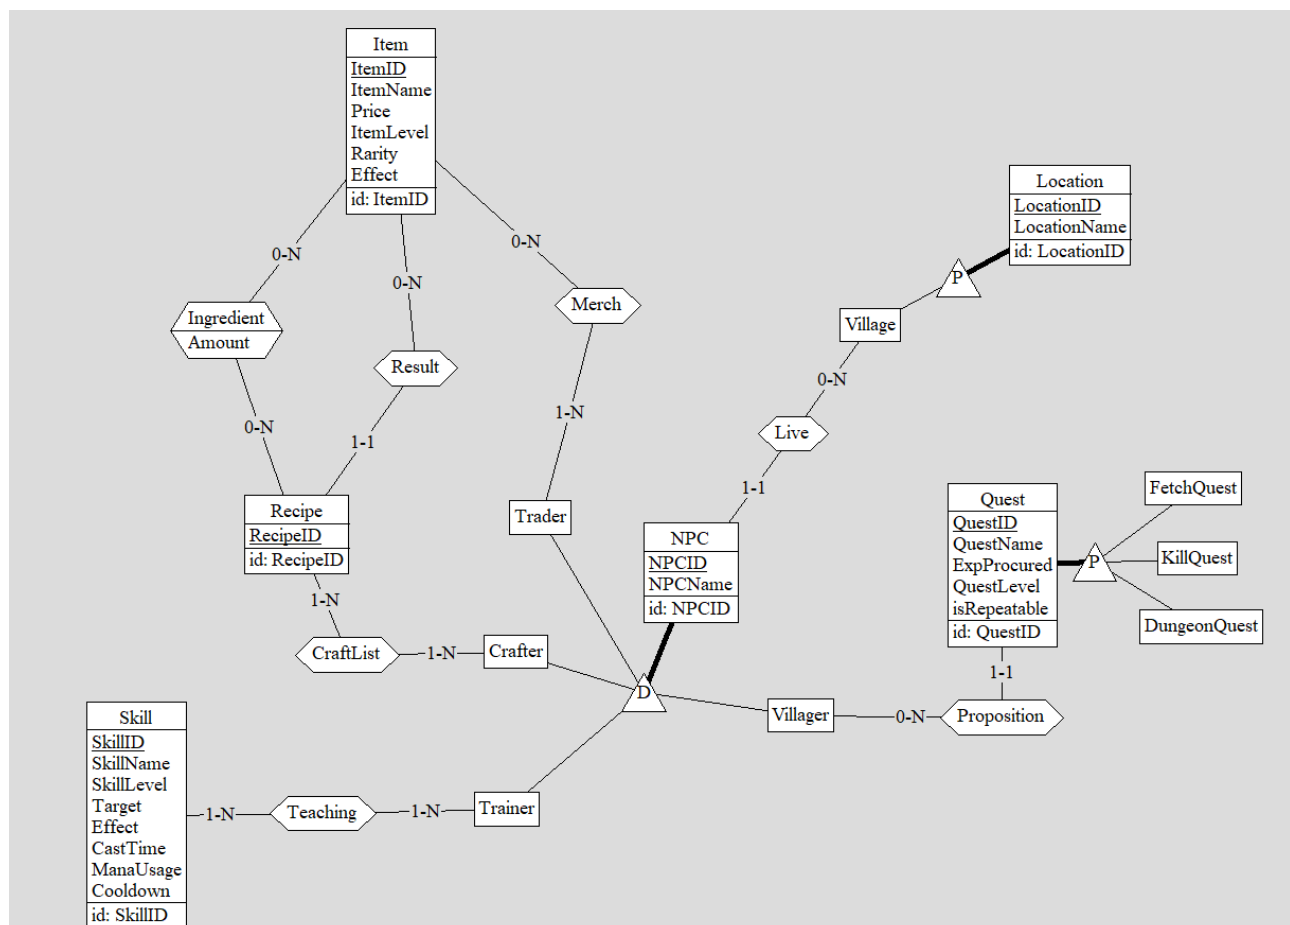 Item
ItemID
ItemName
Price
ItemLevel
Rarity
Effect
id: ItemID
Location
LocationID
LocationName
id: LocationID
P
0-N
0-N
0-N
Ingredient
Amount
Merch
Village
Result
0-N
0-N
1-N
Live
1-1
1-1
Recipe
RecipeID
id: RecipeID
Trader
NPC
NPCID
NPCName
id: NPCID
Quest
QuestID
QuestName
ExpProcured
QuestLevel
isRepeatable
id: QuestID
P
FetchQuest
KillQuest
DungeonQuest
1-N
CraftList
1-N
Crafter
D
1-1
Villager
0-N
Proposition
Skill
SkillID
SkillName
SkillLevel
Target
Effect
CastTime
ManaUsage
Cooldown
id: SkillID
1-N
Teaching
1-N
Trainer